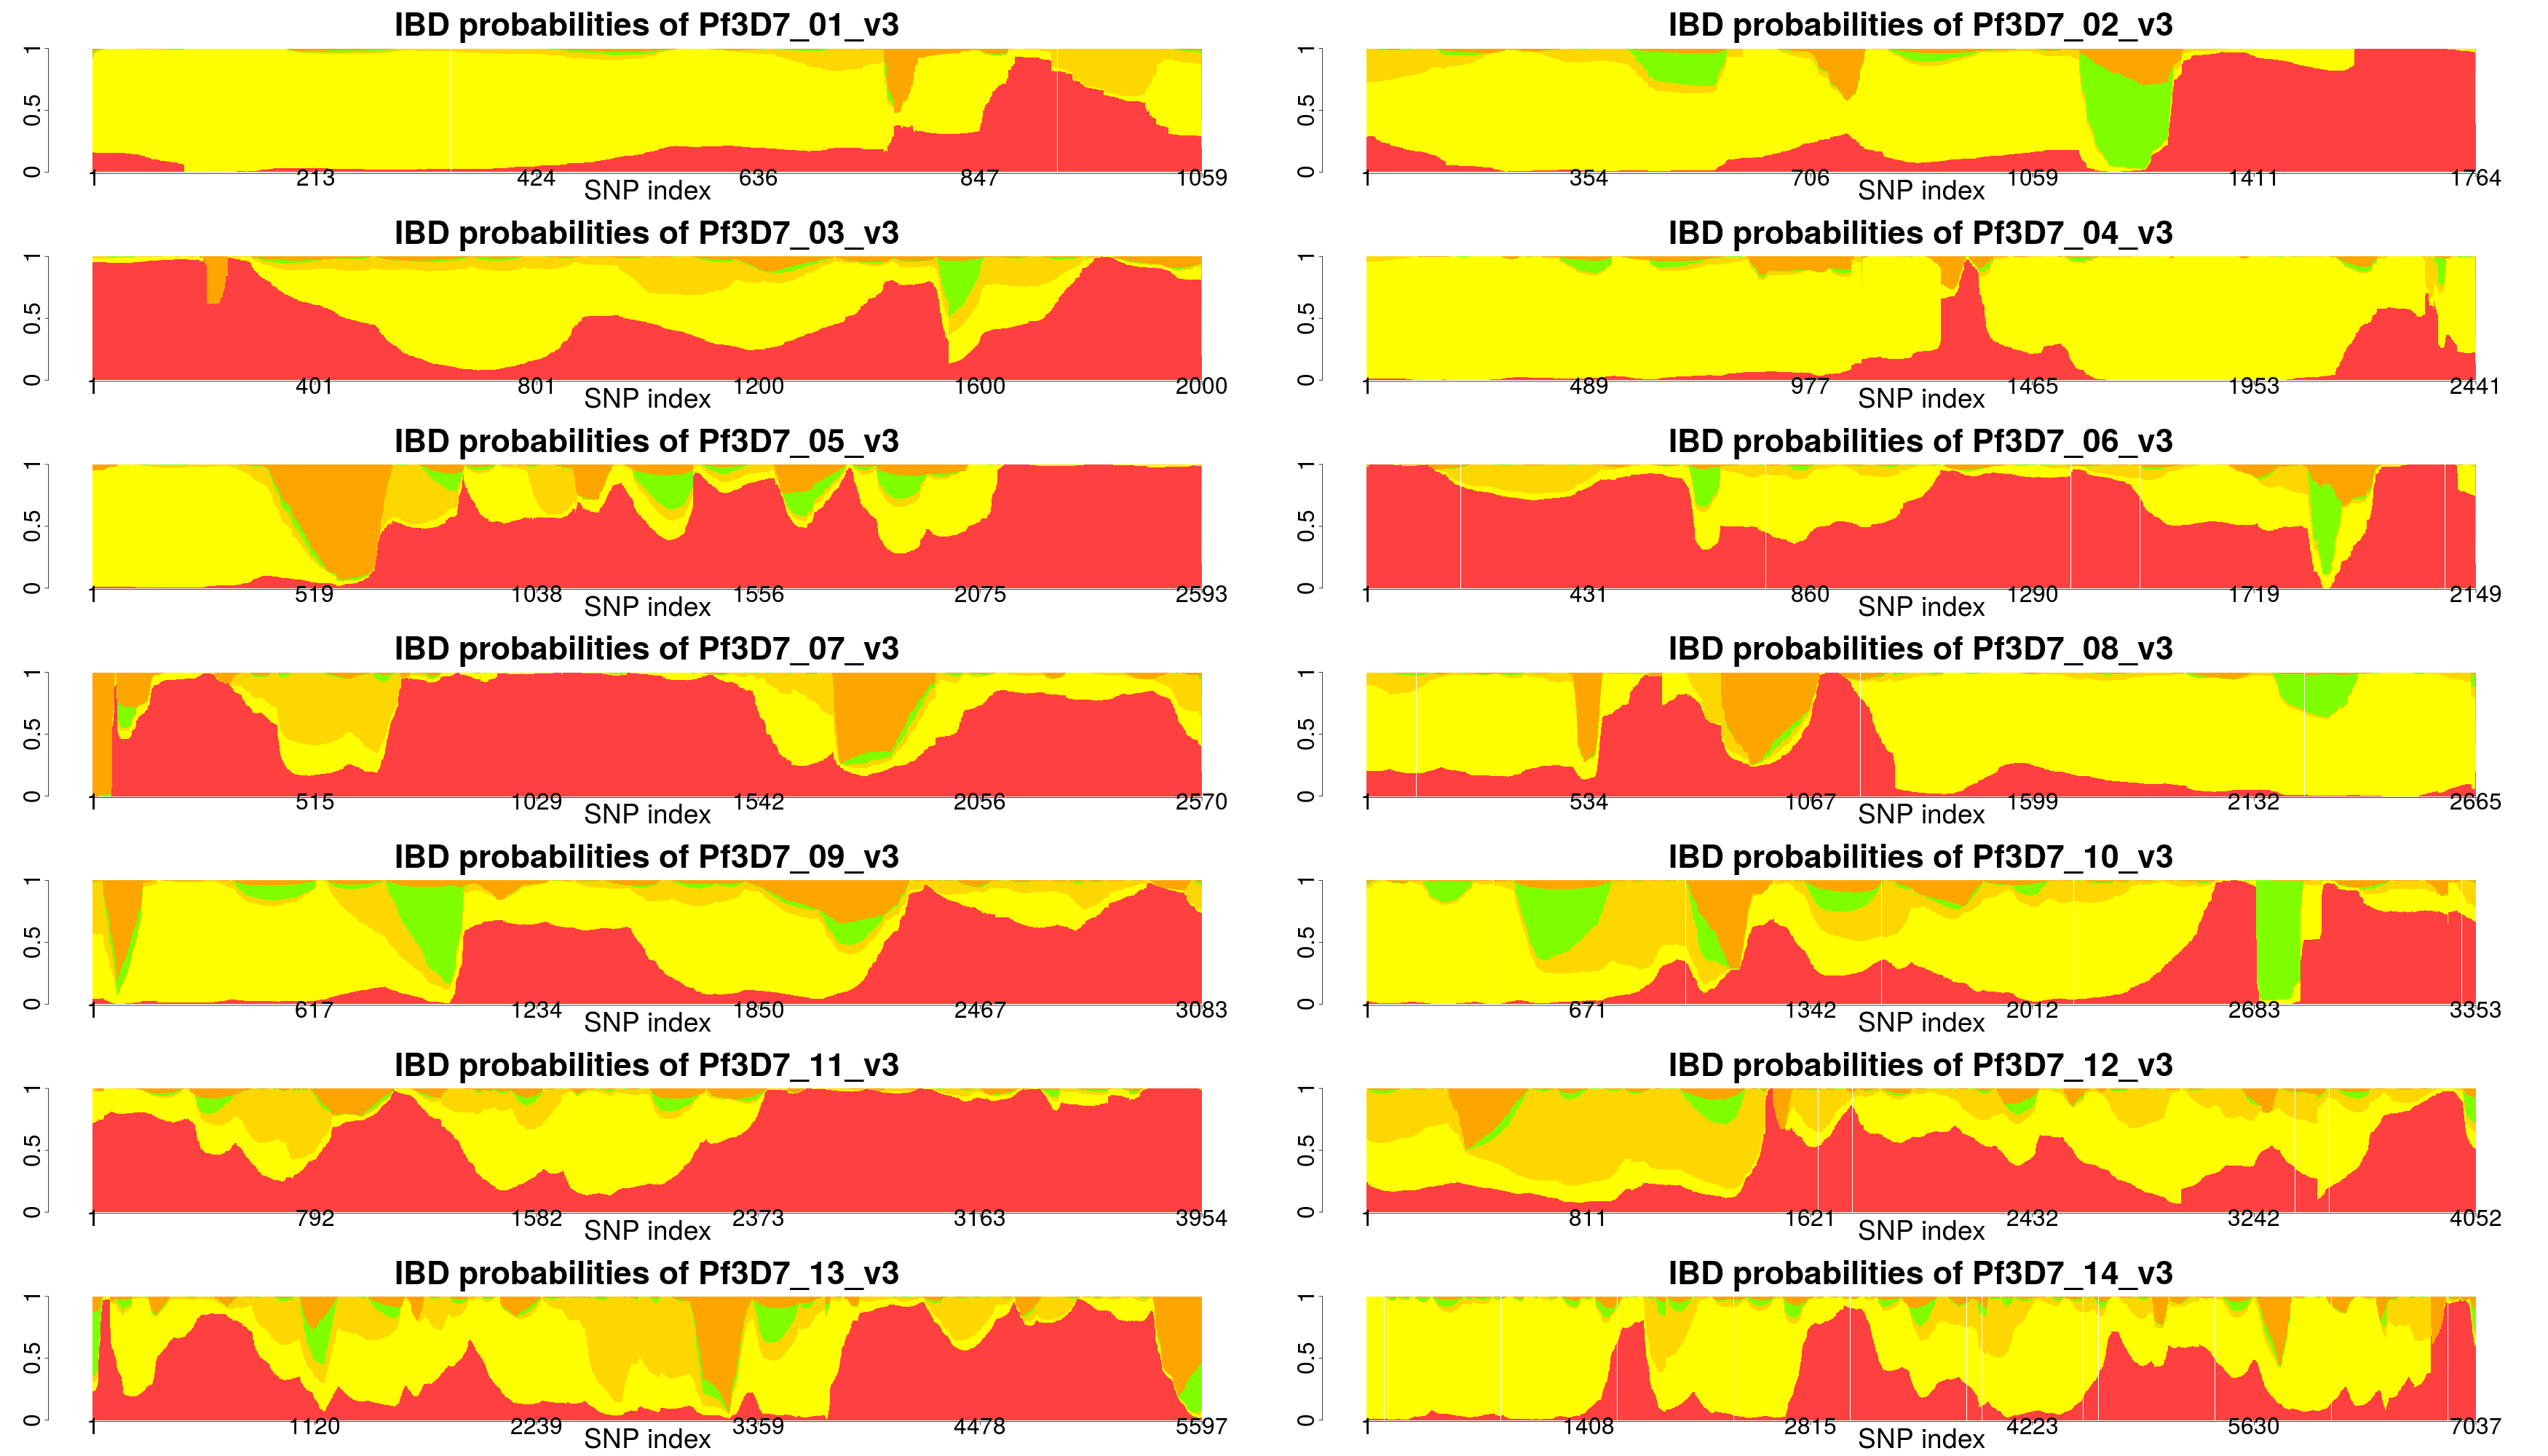 IBD probabilities of Pf3D7_01_v3
0 0.5 1
1 213 424 636 847 1059
SNP index
IBD probabilities of Pf3D7_02_v3
0 0.5 1
1 354 706 1059 1411 1764
SNP index
IBD probabilities of Pf3D7_03_v3
0 0.5 1
1 401 801 1200 1600 2000
SNP index
IBD probabilities of Pf3D7_04_v3
0 0.5 1
1 489 977 1465 1953 2441
SNP index
IBD probabilities of Pf3D7_05_v3
0 0.5 1
1 519 1038 1556 2075 2593
SNP index
IBD probabilities of Pf3D7_06_v3
0 0.5 1
1 431 860 1290 1719 2149
SNP index
IBD probabilities of Pf3D7_07_v3
0 0.5 1
1 515 1029 1542 2056 2570
SNP index
IBD probabilities of Pf3D7_08_v3
0 0.5 1
1 534 1067 1599 2132 2665
SNP index
IBD probabilities of Pf3D7_09_v3
0 0.5 1
1 617 1234 1850 2467 3083
SNP index
IBD probabilities of Pf3D7_10_v3
0 0.5 1
1 671 1342 2012 2683 3353
SNP index
IBD probabilities of Pf3D7_11_v3
0 0.5 1
1 792 1582 2373 3163 3954
SNP index
IBD probabilities of Pf3D7_12_v3
0 0.5 1
1 811 1621 2432 3242 4052
SNP index
IBD probabilities of Pf3D7_13_v3
0 0.5 1
1 1120 2239 3359 4478 5597
SNP index
IBD probabilities of Pf3D7_14_v3
0 0.5 1
1 1408 2815 4223 5630 7037
SNP index